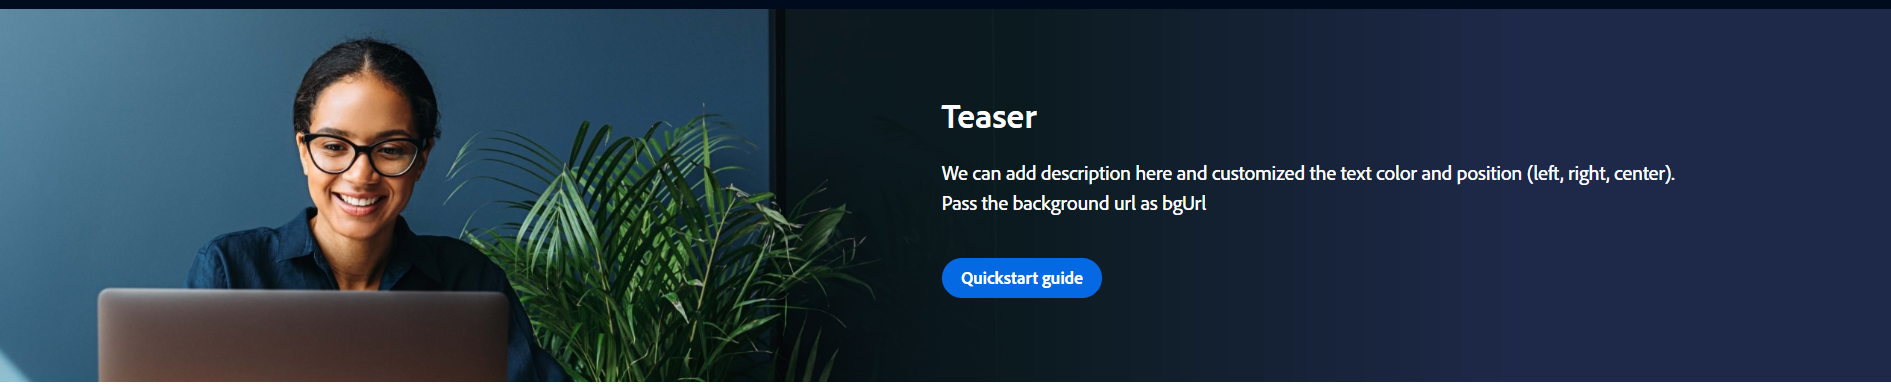 Teaser
We can add description here and customized the text color and position (left, right, center).
Pass the background url as bgUrl
Quickstart guide